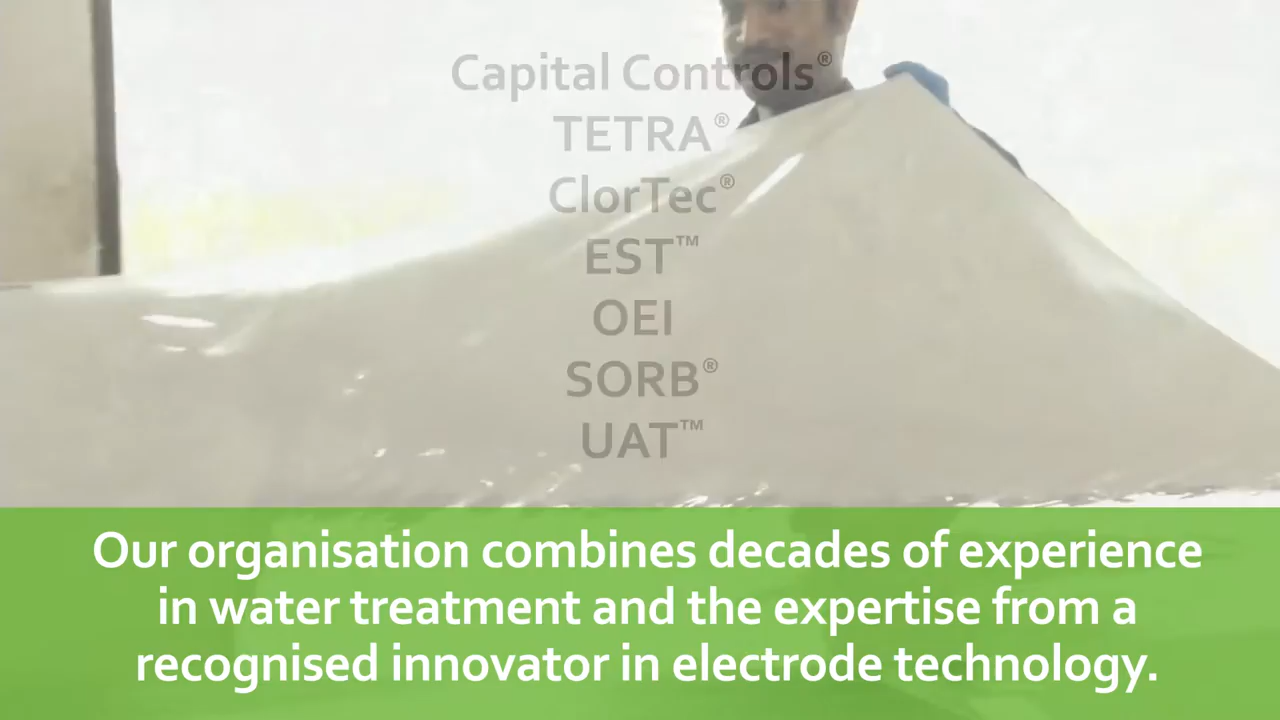 Capital Controls®
TETRA®
ClorTec®
EST™
OEI
SORB®
UAT™
Our organisation combines decades of experience
in water treatment and the expertise from a
recognised innovator in electrode technology.